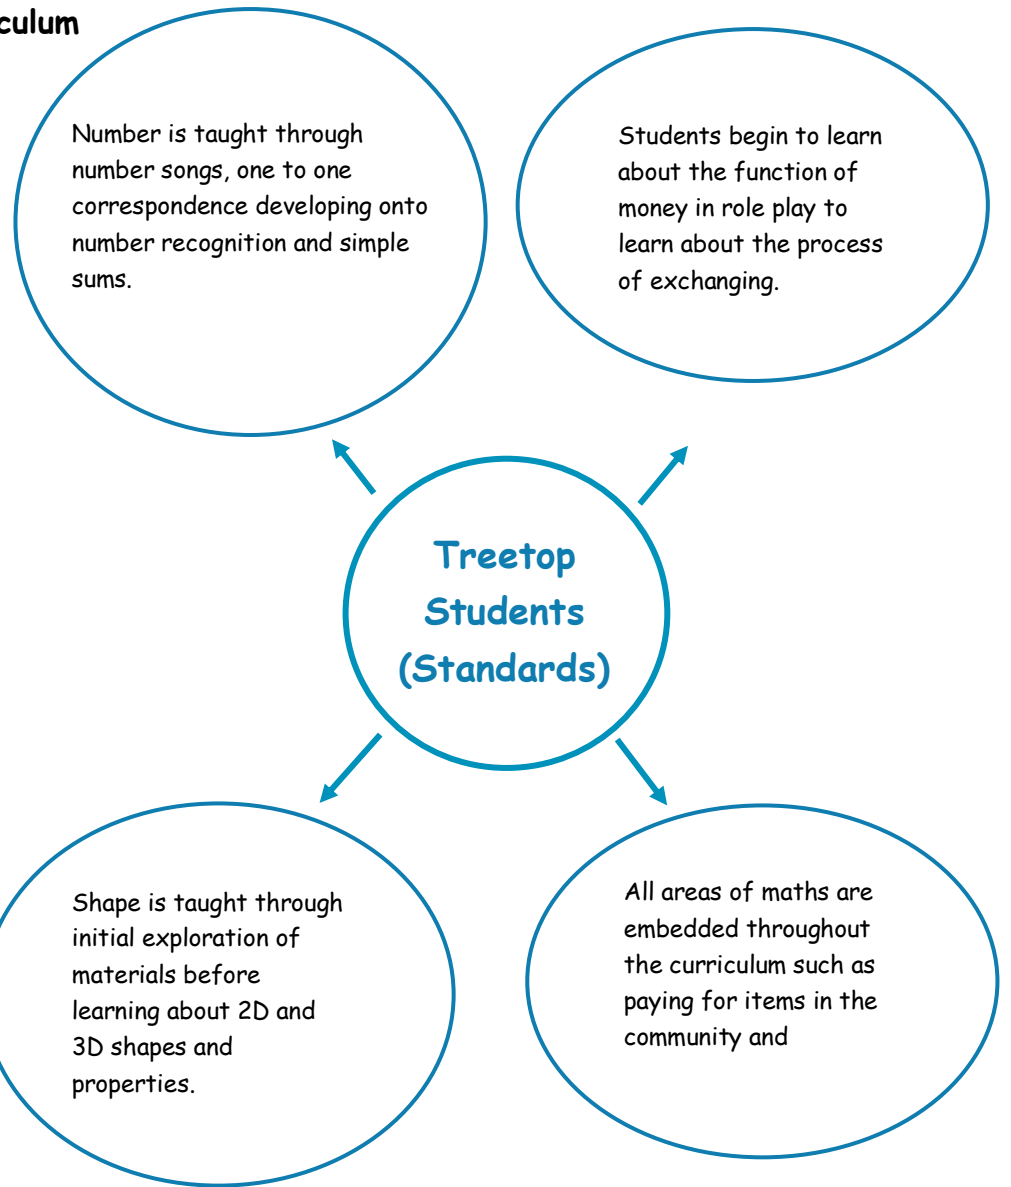 culum
Number is taught through
number songs, one to one
correspondence developing onto
number recognition and simple
sums.
Students begin to learn
about the function of
money in role play to
learn about the process
of exchanging.
Treetop
Students
(Standards)
Shape is taught through
initial exploration of
materials before
learning about 2D and
3D shapes and
properties.
All areas of maths are
embedded throughout
the curriculum such as
paying for items in the
community and